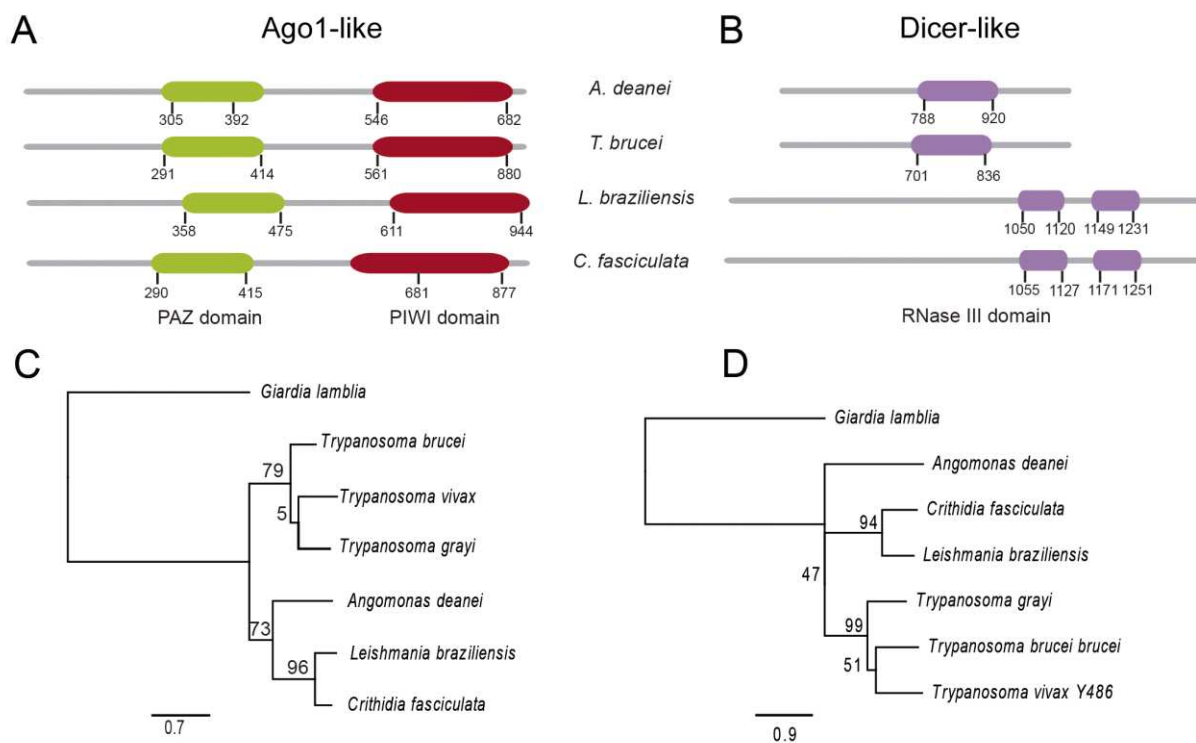 A
Ago1-like
B
Dicer-like
305 392 546 682
A. deanei
788 920
291 414 561 880
T. brucei
701 836
358 475 611 944
L. braziliensis
1050 1120 1149 1231
290 415 681 877
C. fasciculata
1055 1127 1171 1251
PAZ domain
PIWI domain
RNase III domain
C
Giardia lamblia
Trypanosoma brucei
79
Trypanosoma vivax
5
Trypanosoma grayi
Angomonas deanei
73
Leishmania braziliensis
96
Crithidia fasciculata
0.7
D
Giardia lamblia
Angomonas deanei
Crithidia fasciculata
94
Leishmania braziliensis
47
Trypanosoma grayi
99
Trypanosoma brucei brucei
51
Trypanosoma vivax Y486
0.9